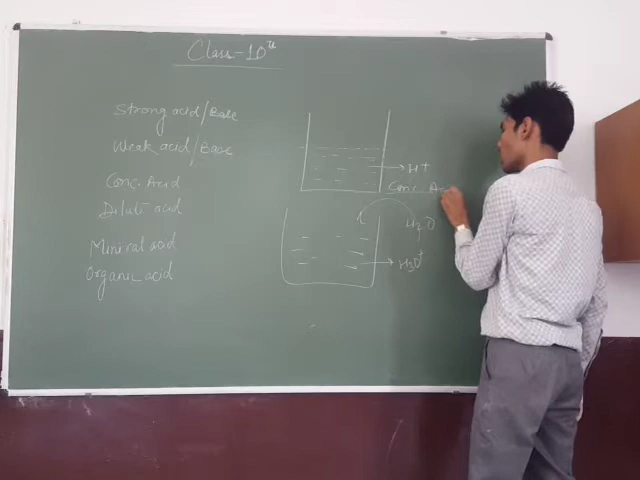 Class-10th
Strong acid/Base
Weak acid/Base
Conc. Acid
Dilute acid
Mineral acid
Organic acid
H+
Conc. Ac
H2O
H3O+